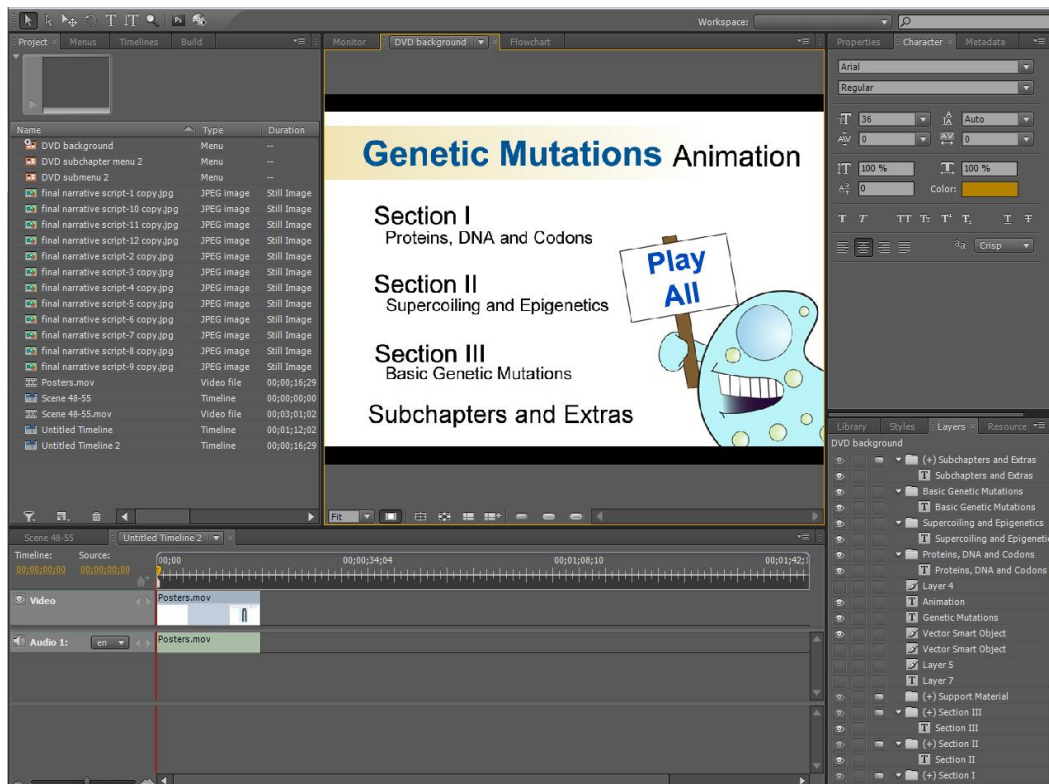 Workspace:
Project Menus Timelines Build
Monitor DVD background Flowchart
Properties Character Metadata
Name Type Duration
DVD background Menu --
DVD subchapter menu 2 Menu --
DVD submenu 2 Menu --
final narrative script-1 copy.jpg JPEG image Still Image
final narrative script-10 copy.jpg JPEG image Still Image
final narrative script-11 copy.jpg JPEG image Still Image
final narrative script-12 copy.jpg JPEG image Still Image
final narrative script-2 copy.jpg JPEG image Still Image
final narrative script-3 copy.jpg JPEG image Still Image
final narrative script-4 copy.jpg JPEG image Still Image
final narrative script-5 copy.jpg JPEG image Still Image
final narrative script-6 copy.jpg JPEG image Still Image
final narrative script-7 copy.jpg JPEG image Still Image
final narrative script-8 copy.jpg JPEG image Still Image
final narrative script-9 copy.jpg JPEG image Still Image
Posters.mov Video file 00;00;16;29
Scene 48-55 Timeline 00;00;00;00
Scene 48-55.mov Video file 00;03;01;02
Untitled Timeline Timeline 00;01;12;02
Untitled Timeline 2 Timeline 00;00;16;29
Genetic Mutations Animation
Section I
Proteins, DNA and Codons
Section II
Supercoiling and Epigenetics
Section III
Basic Genetic Mutations
Subchapters and Extras
Play
All
Fit
Arial
Regular
36 Auto
0 0
100 % 100 %
0 Color:
Crisp
Library Styles Layers Resource
DVD background
(+) Subchapters and Extras
Subchapters and Extras
Basic Genetic Mutations
Basic Genetic Mutations
Supercoiling and Epigenetics
Supercoiling and Epigeneti
Proteins, DNA and Codons
Proteins, DNA and Codons
Layer 4
Animation
Genetic Mutations
Vector Smart Object
Vector Smart Object
Layer 5
Layer 7
(+) Support Material
(+) Section III
Section III
(+) Section II
Section II
(+) Section I
Scene 48-55 Untitled Timeline 2
Timeline: Source:
00;00;00;00 00;00;00;00
00;00 00;00;34;04 00;01;08;10 00;01;42;1
Video Posters.mov
Audio 1: en Posters.mov